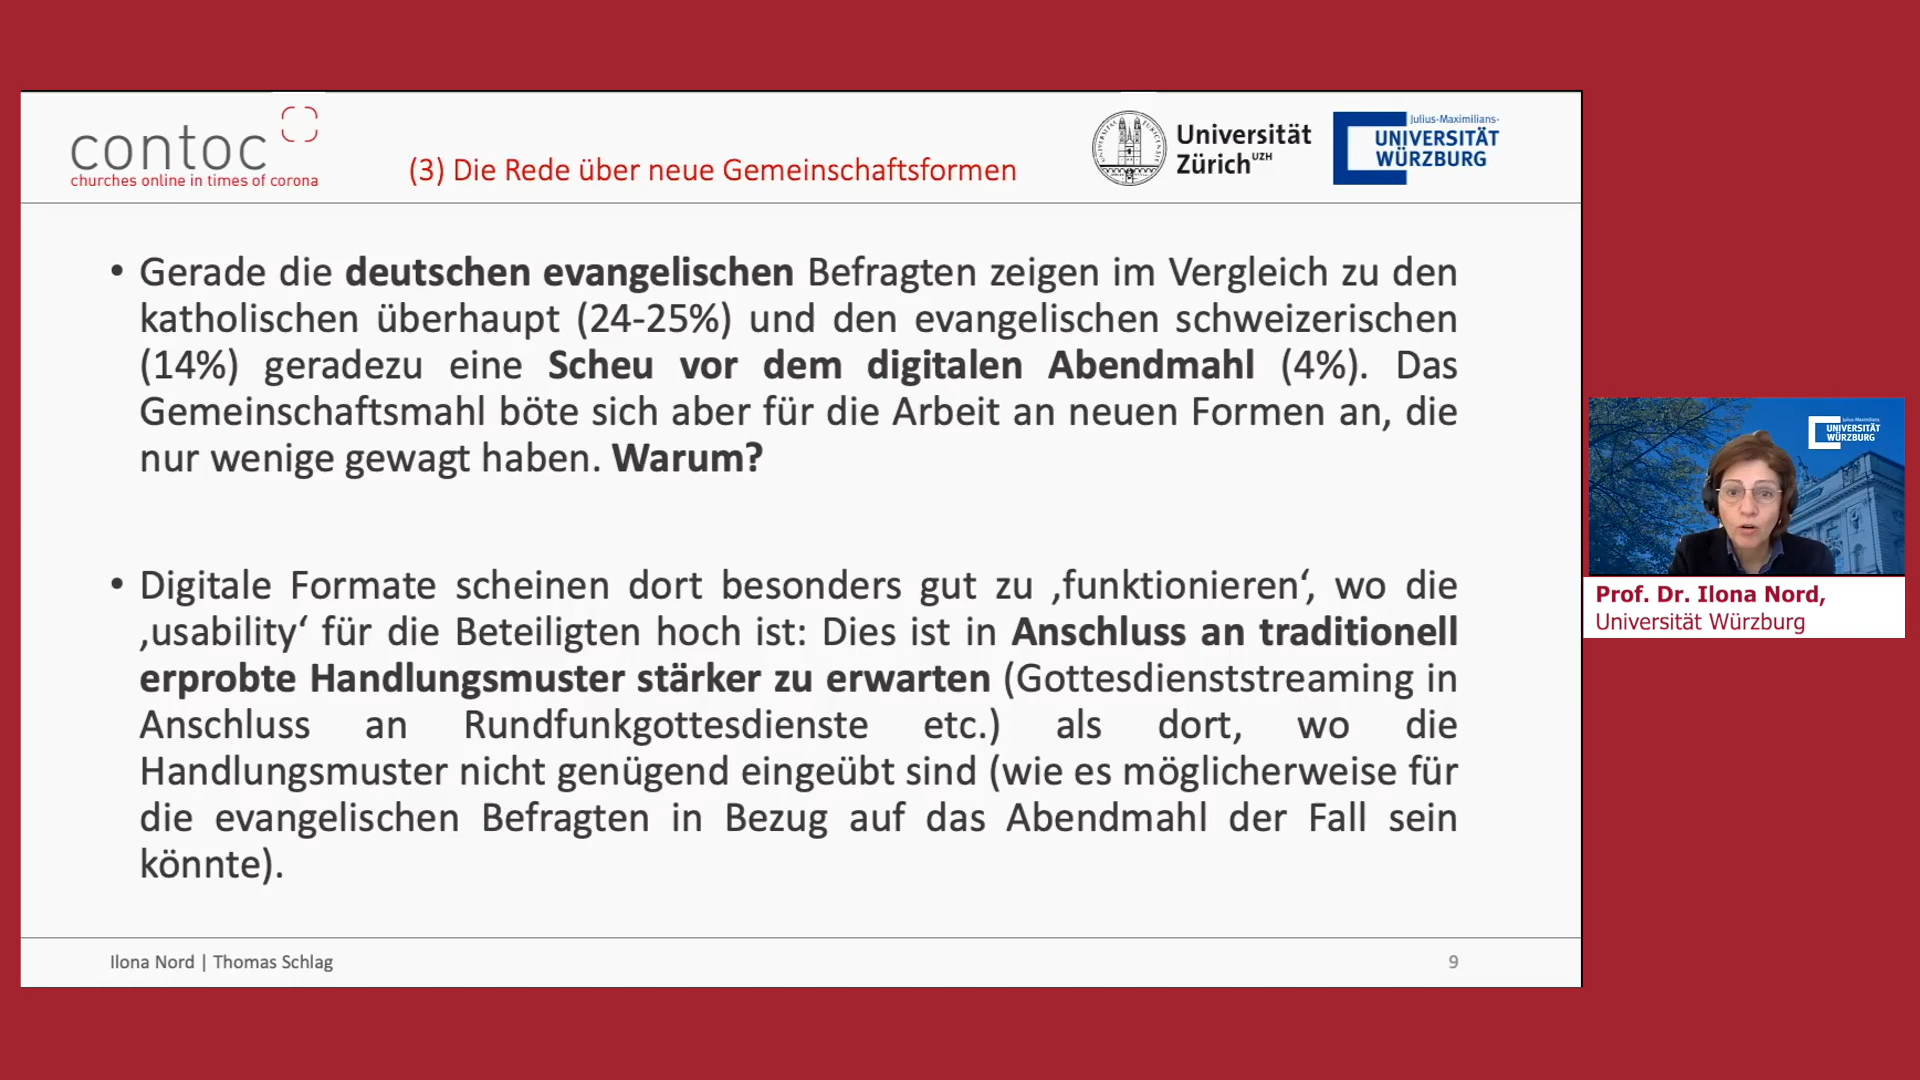 contoc
churches online in times of corona
(3) Die Rede über neue Gemeinschaftsformen
Universität
Zürich UZH
Julius-Maximilians-
UNIVERSITÄT
WÜRZBURG
• Gerade die deutschen evangelischen Befragten zeigen im Vergleich zu den
katholischen überhaupt (24-25%) und den evangelischen schweizerischen
(14%) geradezu eine Scheu vor dem digitalen Abendmahl (4%). Das
Gemeinschaftsmahl böte sich aber für die Arbeit an neuen Formen an, die
nur wenige gewagt haben. Warum?
• Digitale Formate scheinen dort besonders gut zu ‚funktionieren‘, wo die
‚usability‘ für die Beteiligten hoch ist: Dies ist in Anschluss an traditionell
erprobte Handlungsmuster stärker zu erwarten (Gottesdienststreaming in
Anschluss an Rundfunkgottesdienste etc.) als dort, wo die
Handlungsmuster nicht genügend eingeübt sind (wie es möglicherweise für
die evangelischen Befragten in Bezug auf das Abendmahl der Fall sein
könnte).
Ilona Nord | Thomas Schlag
9
Julius-Maximilians
UNIVERSITÄT
WÜRZBURG
Prof. Dr. Ilona Nord,
Universität Würzburg